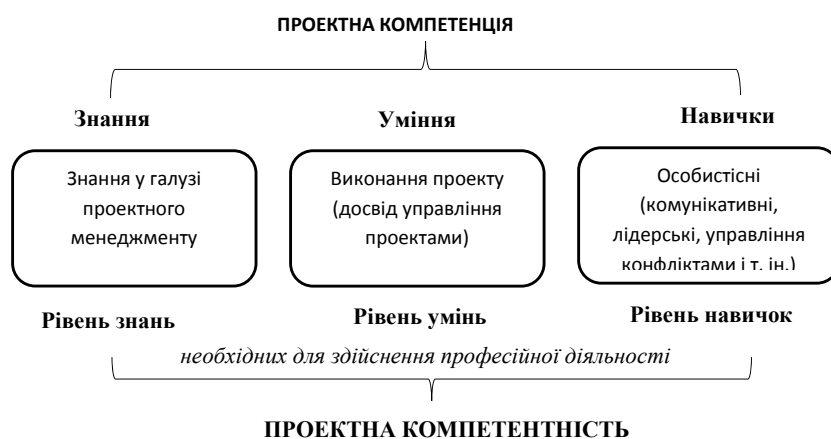 ПРОЕКТНА КОМПЕТЕНЦІЯ
Знання
Уміння
Навички
Знання у галузі
проектного
менеджменту
Виконання проекту
(досвід управління
проектами)
Особистісні
(комунікативні,
лідерські, управління
конфліктами і т. ін.)
Рівень знань
Рівень умінь
Рівень навичок
необхідних для здійснення професійної діяльності
ПРОЕКТНА КОМПЕТЕНТНІСТЬ